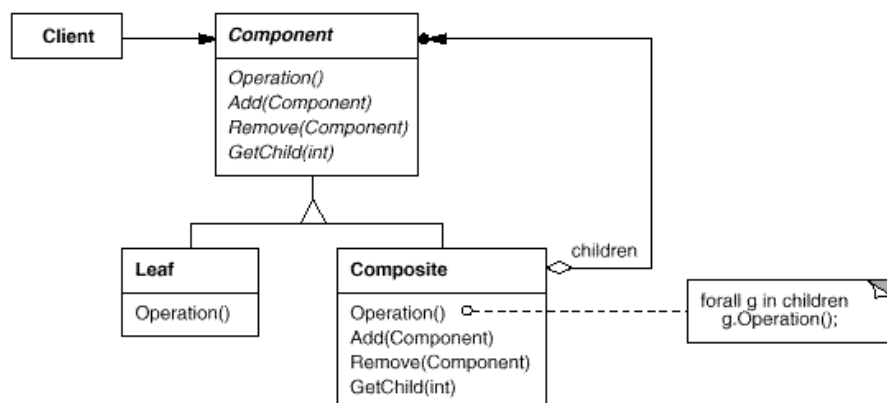 Client
Component
Operation()
Add(Component)
Remove(Component)
GetChild(int)
children
Leaf
Operation()
Composite
Operation()
Add(Component)
Remove(Component)
GetChild(int)
forall g in children
g.Operation();